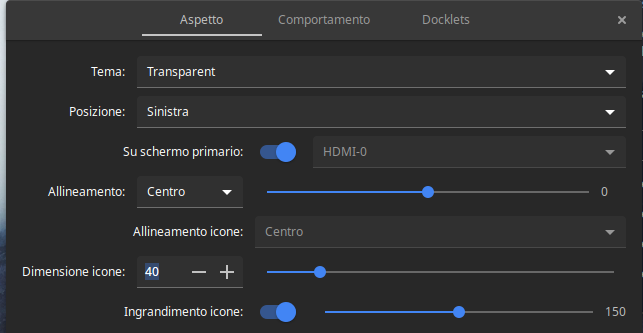 Aspetto Comportamento Docklets
Tema: Transparent
Posizione: Sinistra
Su schermo primario: HDMI-0
Allineamento: Centro 0
Allineamento icone: Centro
Dimensione icone: 40
Ingrandimento icone: 150